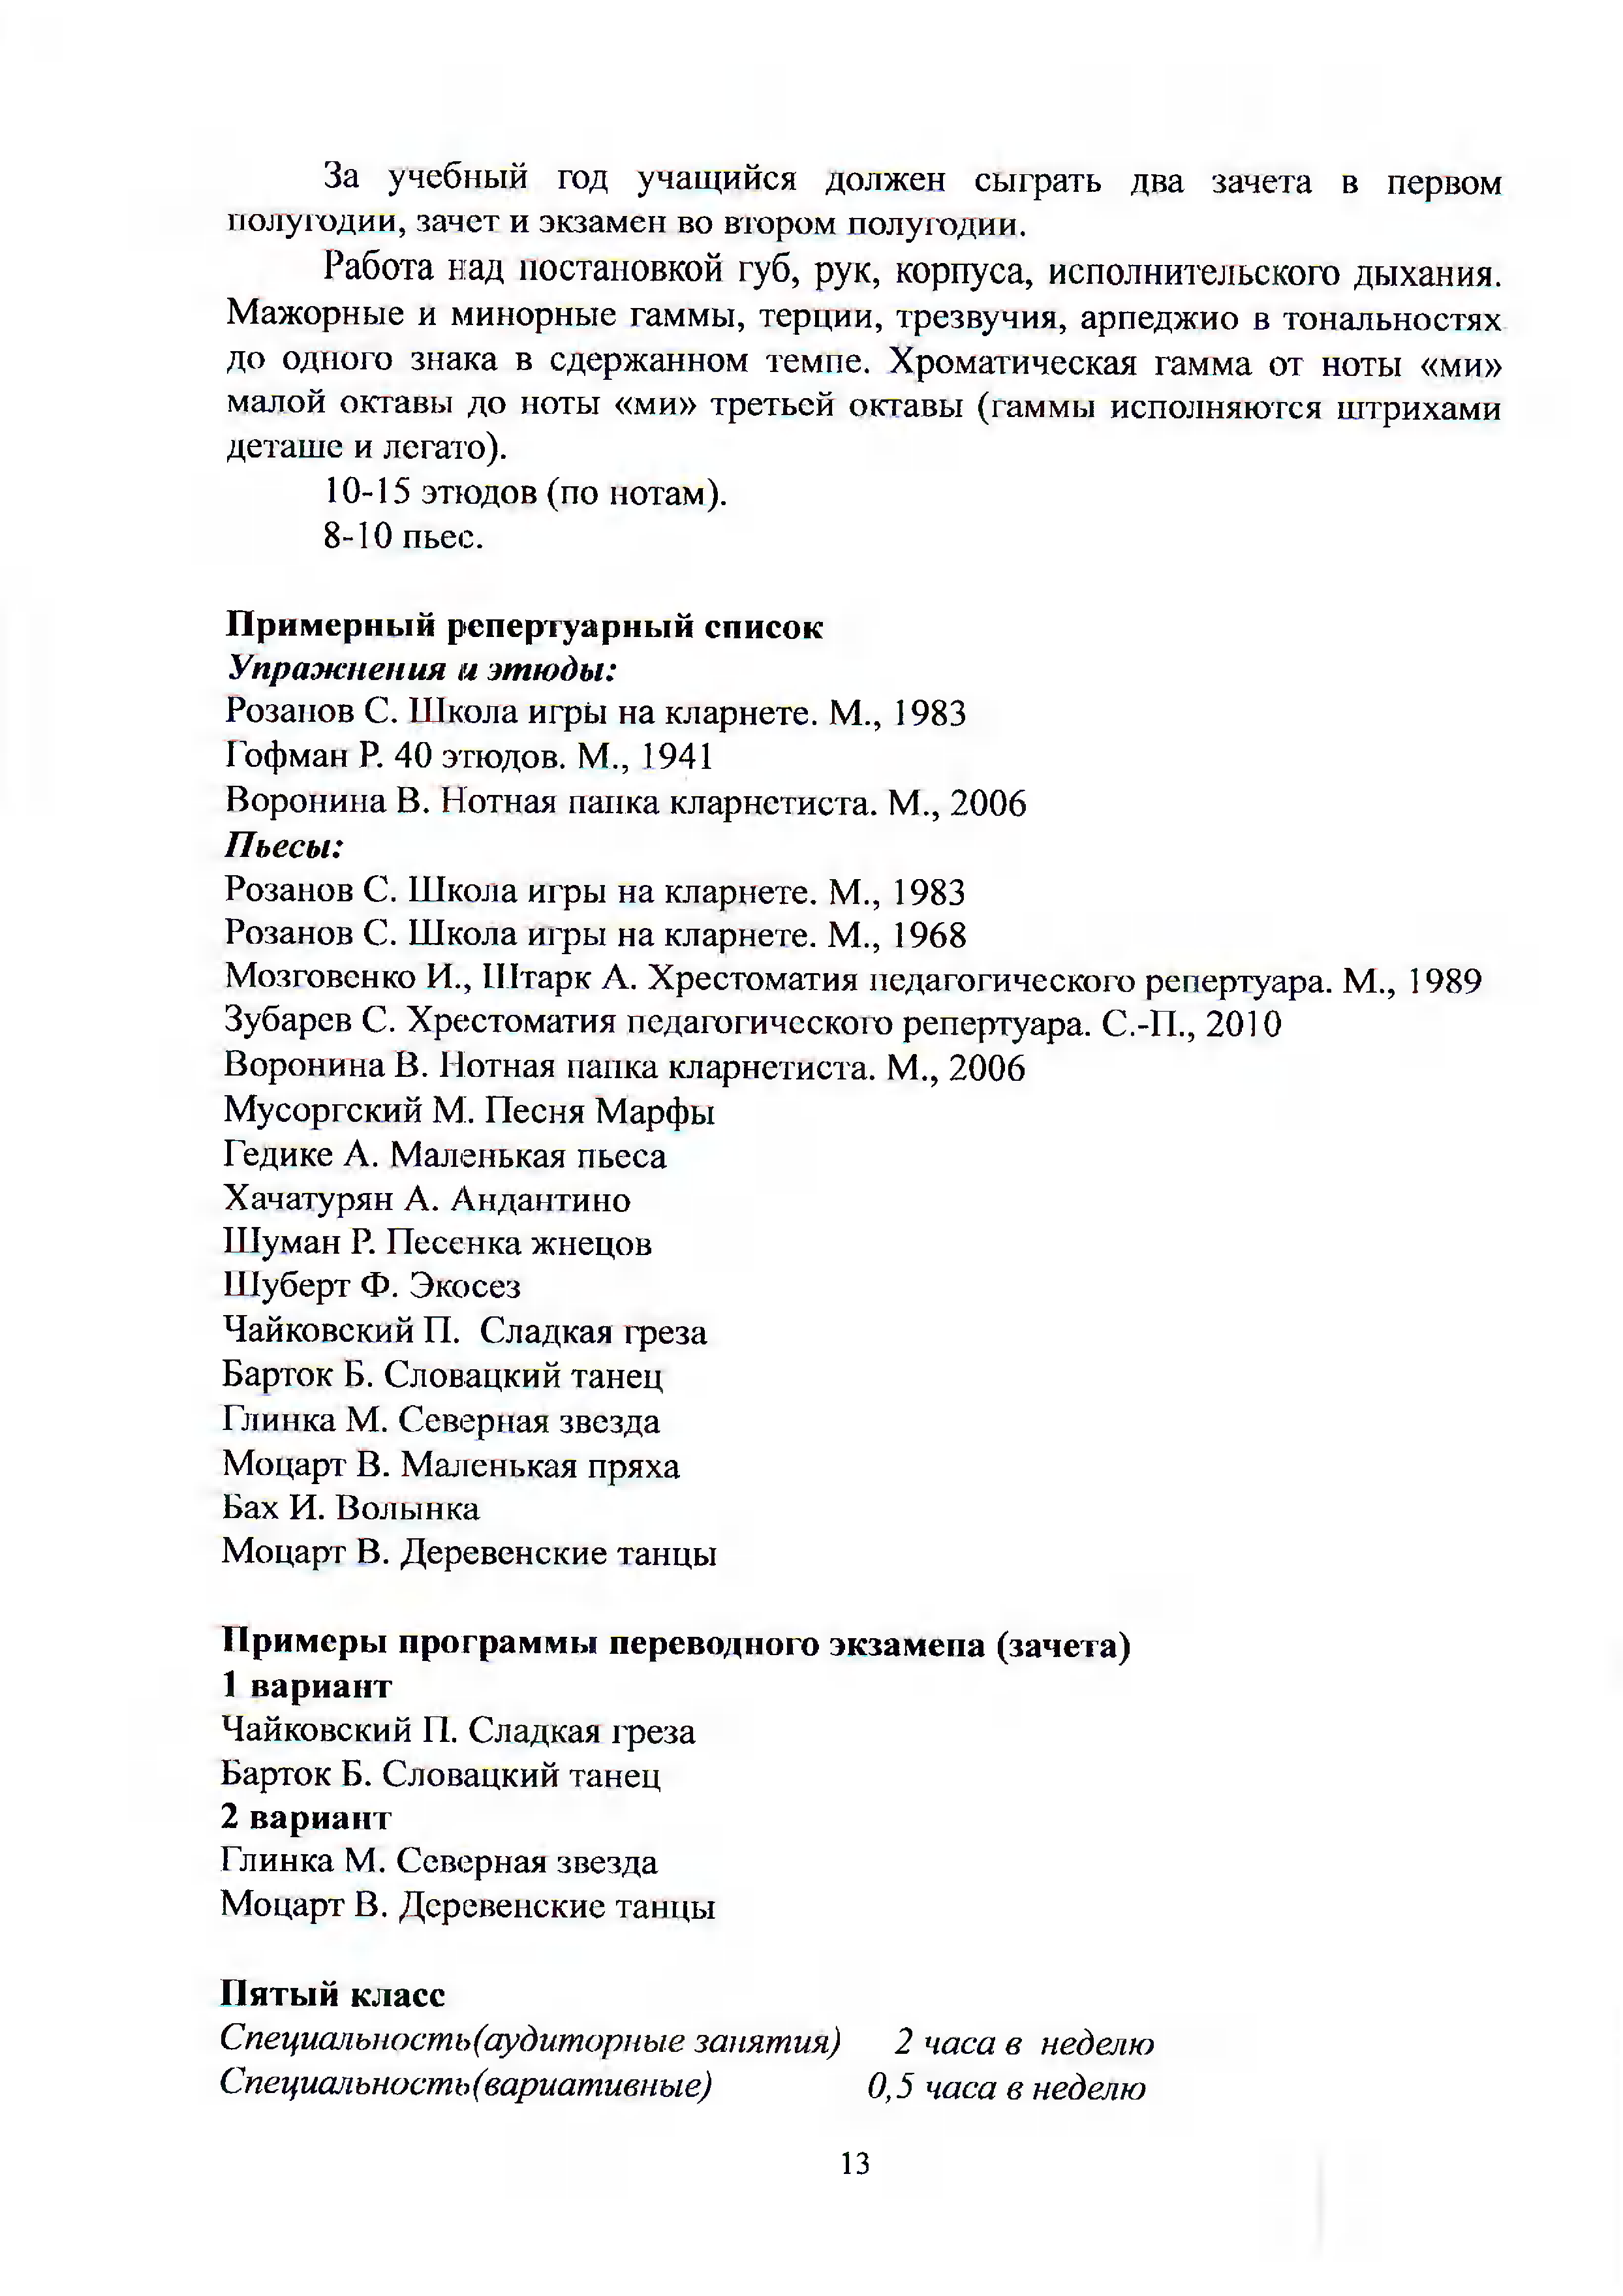 За учебный год учащийся должен сыграть два зачета в первом
полугодии, зачет и экзамен во втором полугодии.
Работа над постановкой губ, рук, корпуса, исполнительского дыхания.
Мажорные и минорные гаммы, терции, трезвучия, арпеджио в тональностях
до одного знака в сдержанном темпе. Хроматическая гамма от ноты «ми»
малой октавы до ноты «ми» третьей октавы (гаммы исполняются штрихами
деташе и легато).
10-15 этюдов (по нотам).
8-10 пьес.
Примерный репертуарный список
Упражнения и этюды:
Розанов С. Школа игры на кларнете. М., 1983
Гофман Р. 40 этюдов. М., 1941
Воронина В. Нотная папка кларнетиста. М., 2006
Пьесы:
Розанов С. Школа игры на кларнете. М., 1983
Розанов С. Школа игры на кларнете. М., 1968
Мозговенко И., Штарк А. Хрестоматия педагогического репертуара. М., 1989
Зубарев С. Хрестоматия педагогического репертуара. С.-П., 2010
Воронина В. Нотная папка кларнетиста. М., 2006
Мусоргский М. Песня Марфы
Гедике А. Маленькая пьеса
Хачатурян А. Андантино
Шуман Р. Песенка жнецов
Шуберт Ф. Экосез
Чайковский П. Сладкая греза
Барток Б. Словацкий танец
Глинка М. Северная звезда
Моцарт В. Маленькая пряха
Бах И. Волынка
Моцарт В. Деревенские танцы
Примеры программы переводного экзамена (зачета)
1 вариант
Чайковский П. Сладкая греза
Барток Б. Словацкий танец
2 вариант
Глинка М. Северная звезда
Моцарт В. Деревенские танцы
Пятый класс
Специальность(аудиторные занятия) 2 часа в неделю
Специальность(вариативные) 0,5 часа в неделю
13